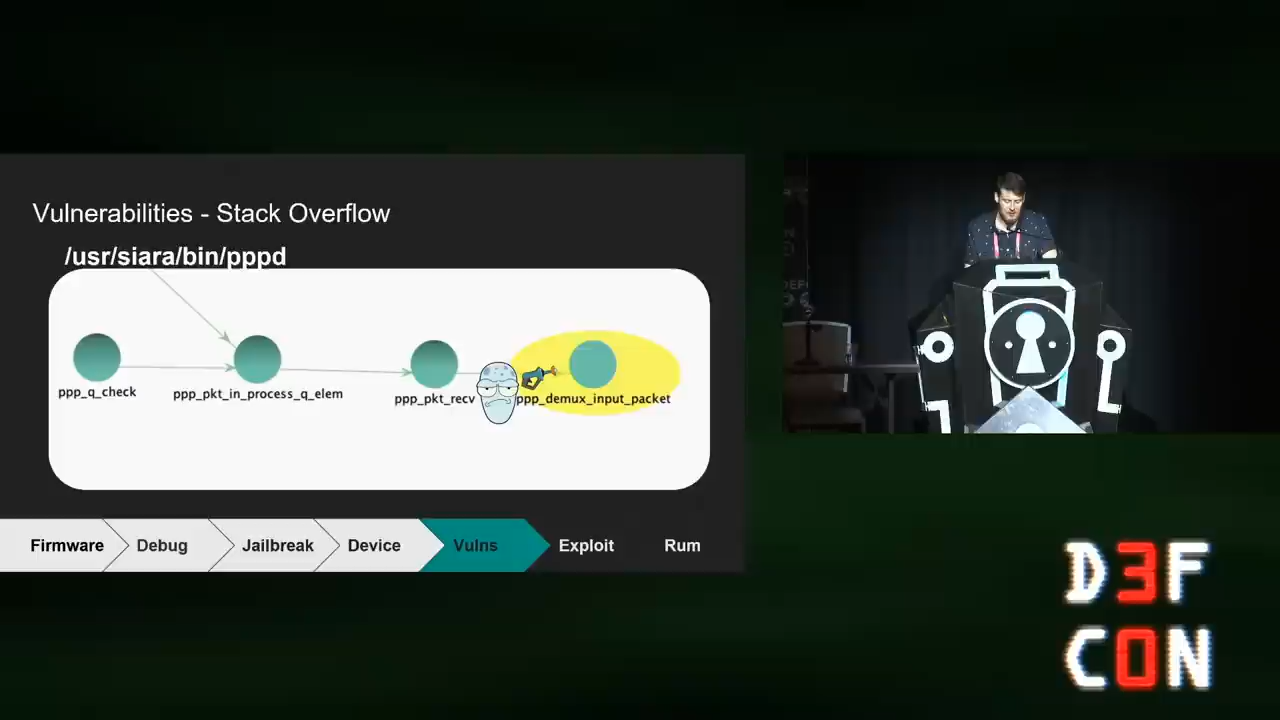 Vulnerabilities - Stack Overflow
/usr/siara/bin/pppd
ppp_q_check
ppp_pkt_in_process_q_elem
ppp_pkt_recv
ppp_demux_input_packet
Firmware
Debug
Jailbreak
Device
Vulns
Exploit
Rum
D3F
C0N